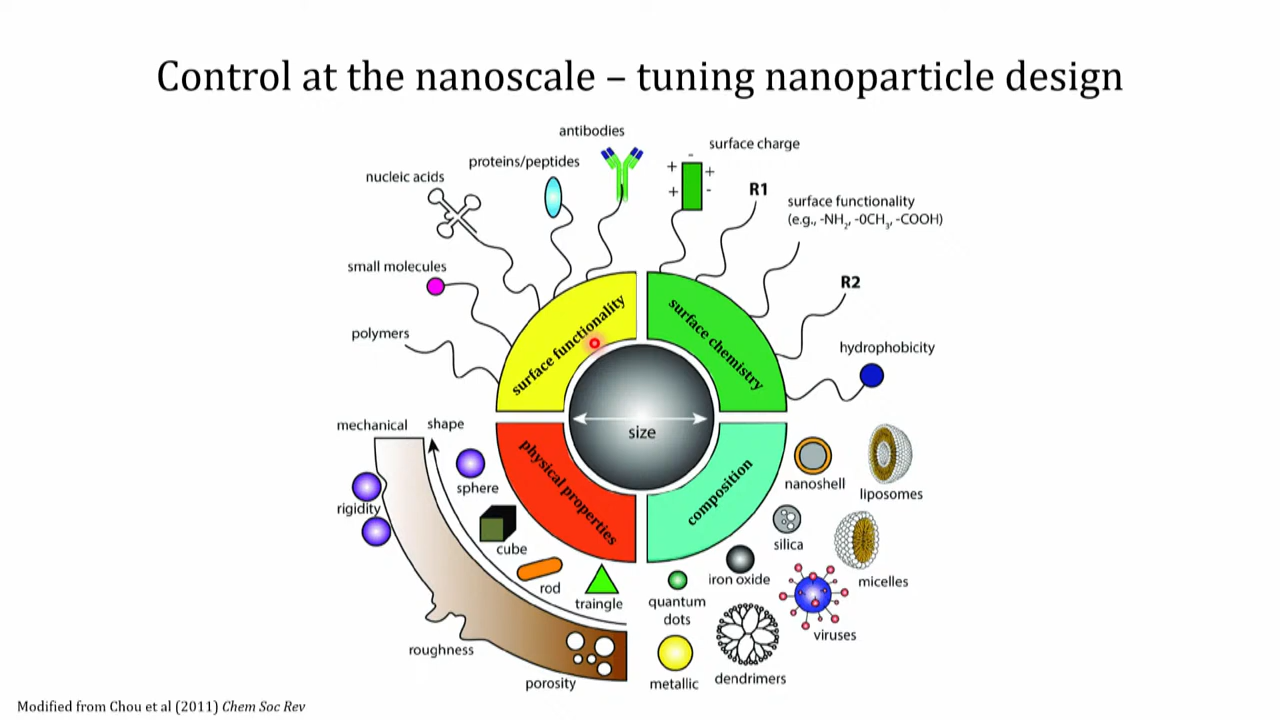 Control at the nanoscale – tuning nanoparticle design
antibodies
surface charge
proteins/peptides
nucleic acids
- + + + -
R1
surface functionality
(e.g., -NH₂, -0CH₃, -COOH)
small molecules
R2
polymers
hydrophobicity
surface functionality
surface chemistry
size
physical properties
composition
mechanical
shape
sphere
rigidity
cube
rod
traingle
roughness
porosity
nanoshell
liposomes
silica
iron oxide
micelles
quantum
dots
viruses
metallic
dendrimers
Modified from Chou et al (2011) Chem Soc Rev